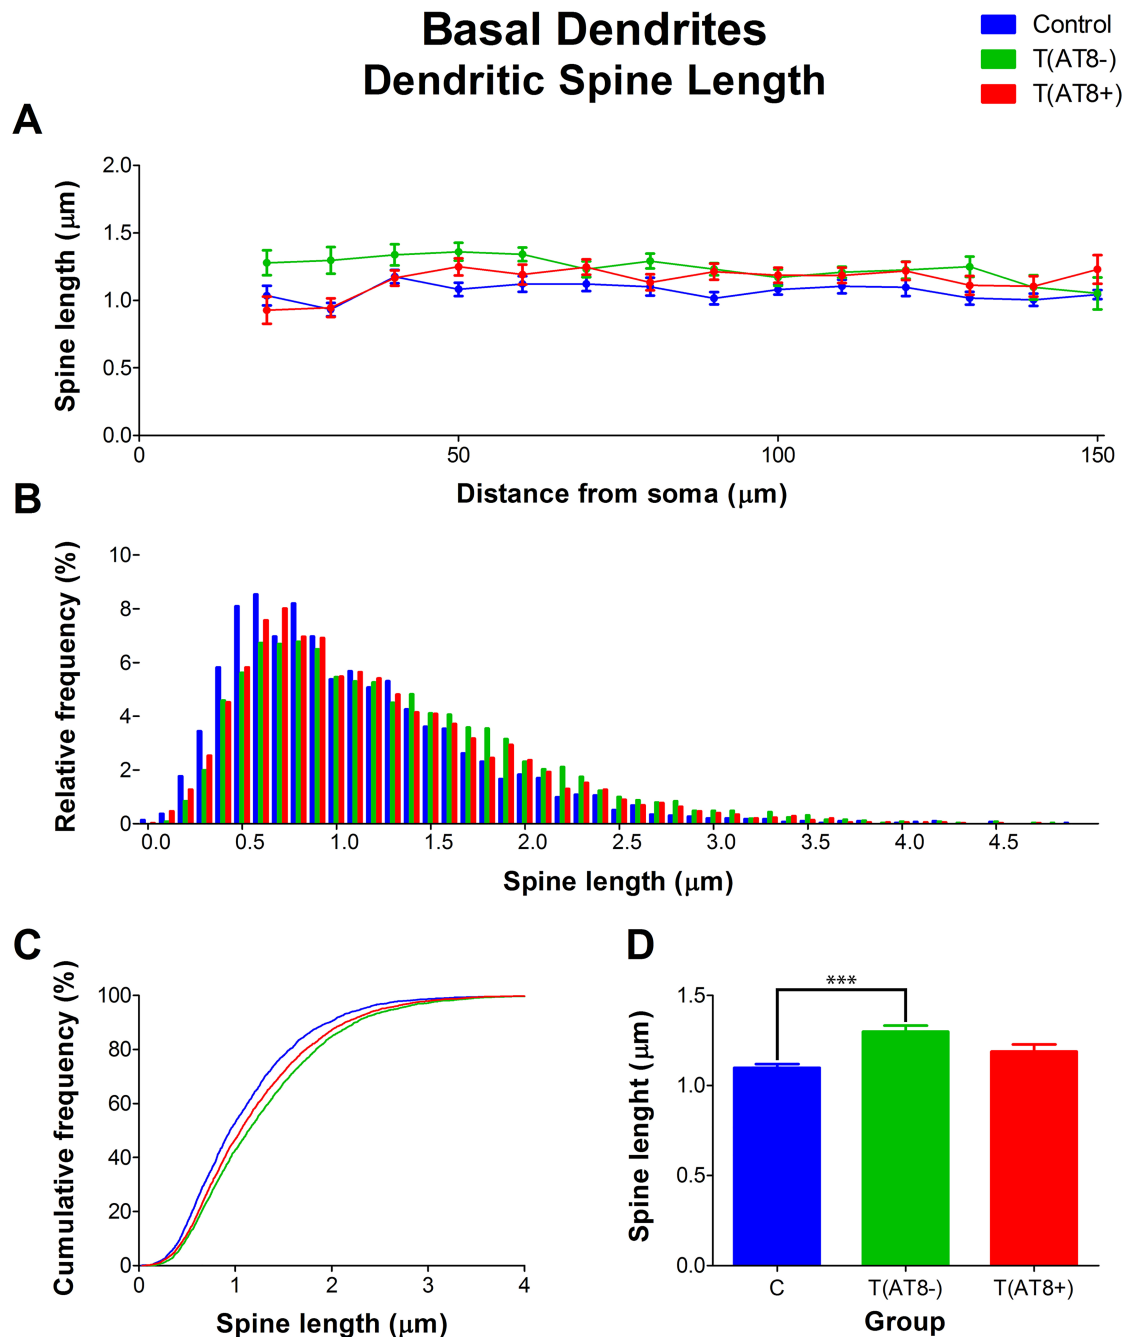 Basal Dendrites
Dendritic Spine Length
Control
T(AT8-)
T(AT8+)
A
Spine length (μm)
2.0
1.5
1.0
0.5
0.0
0 50 100 150
Distance from soma (μm)
B
Relative frequency (%)
10
8
6
4
2
0
0.0 0.5 1.0 1.5 2.0 2.5 3.0 3.5 4.0 4.5
Spine length (μm)
C
Cumulative frequency (%)
100
80
60
40
20
0
0 1 2 3 4
Spine length (μm)
D
Spine lenght (μm)
1.5
1.0
0.5
0.0
***
C T(AT8-) T(AT8+)
Group